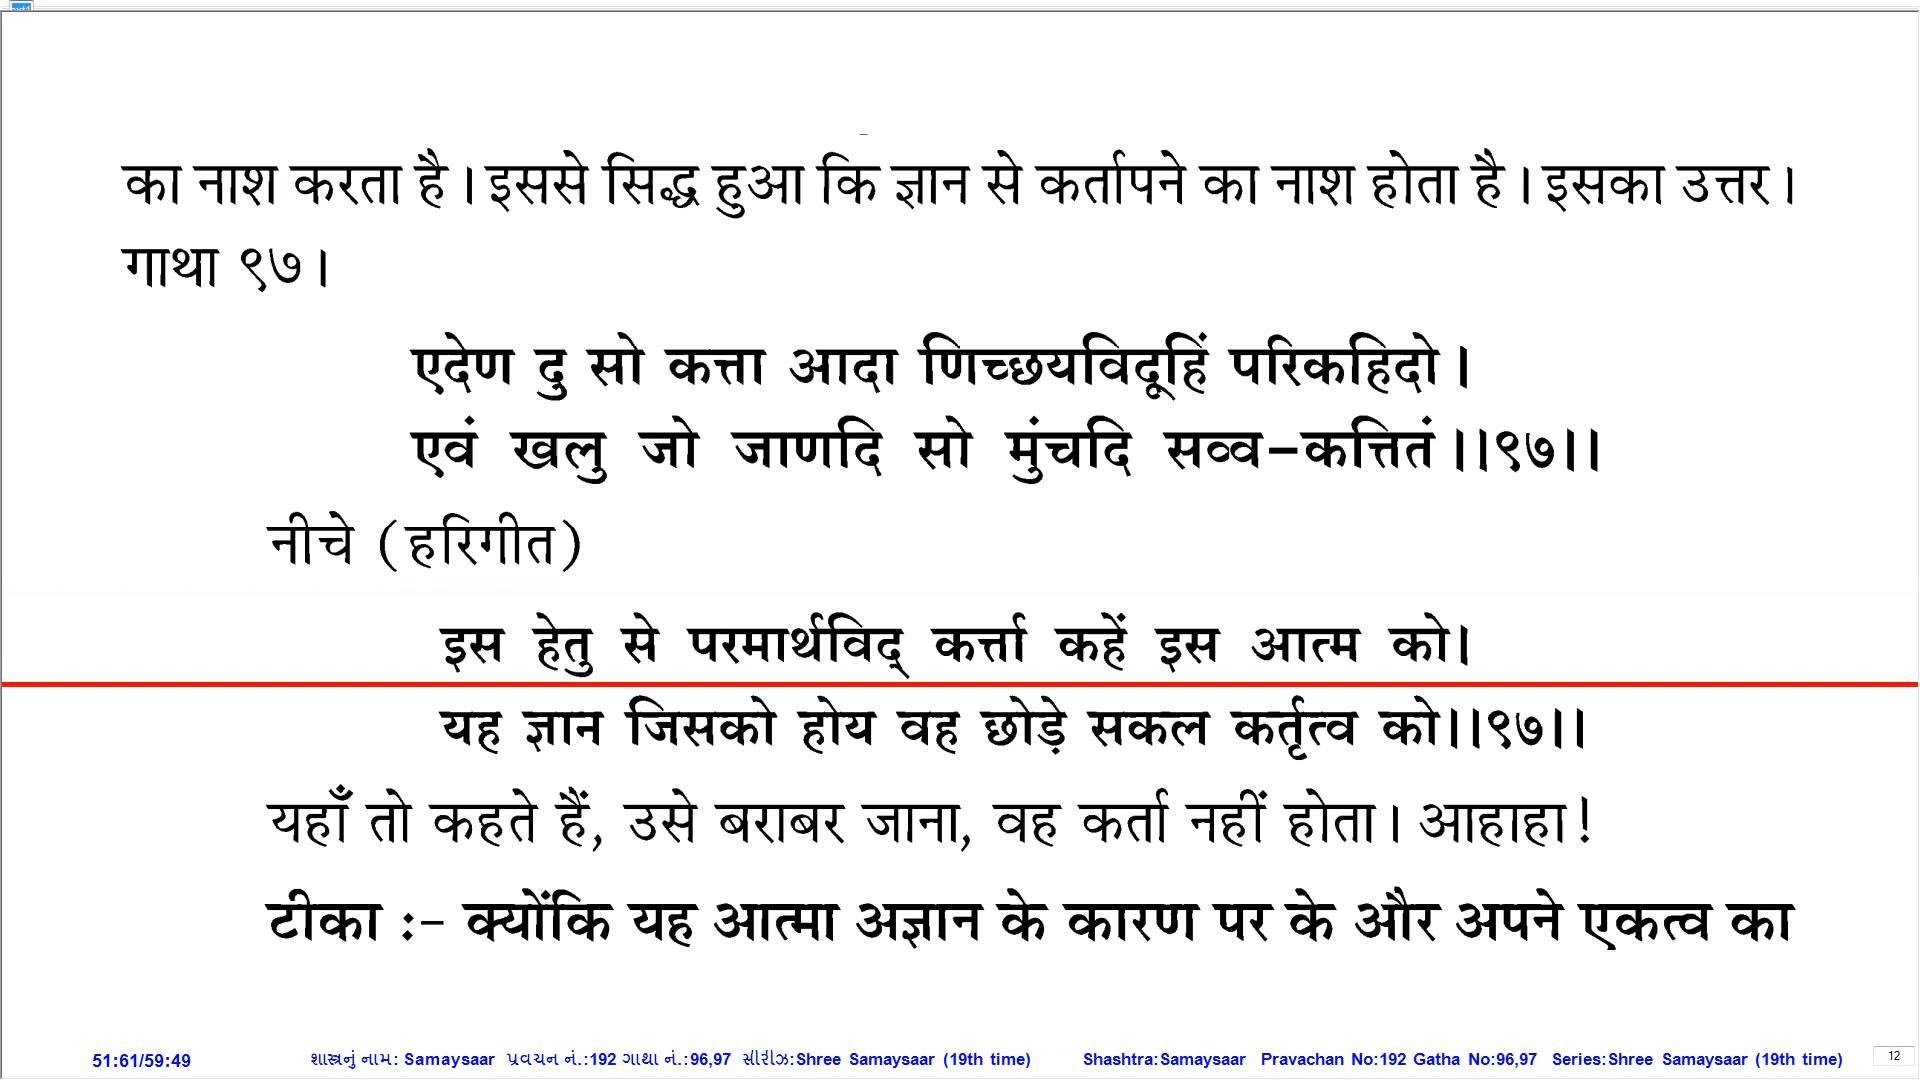 का नाश करता है। इससे सिद्ध हुआ कि ज्ञान से कर्तापने का नाश होता है। इसका उत्तर।
गाथा ९७।
एदेण दु सो कत्ता आदा णिच्छयविदूहिं परिकहिदो।
एवं खलु जो जाणदि सो मुंचदि सव्व-कत्तितं।।९७।।
नीचे (हरिगीत)
इस हेतु से परमार्थविद् कर्त्ता कहें इस आत्म को।
यह ज्ञान जिसको होय वह छोड़े सकल कर्तृत्व को।।९७।।
यहाँ तो कहते हैं, उसे बराबर जाना, वह कर्ता नहीं होता। आहाहा!
टीका :- क्योंकि यह आत्मा अज्ञान के कारण पर के और अपने एकत्व का
51:61/59:49 શાસ્ત્રનું નામ: Samaysaar પ્રવચન નં.:192 ગાથા નં.:96,97 સીરીઝ:Shree Samaysaar (19th time) Shashtra:Samaysaar Pravachan No:192 Gatha No:96,97 Series:Shree Samaysaar (19th time) 12